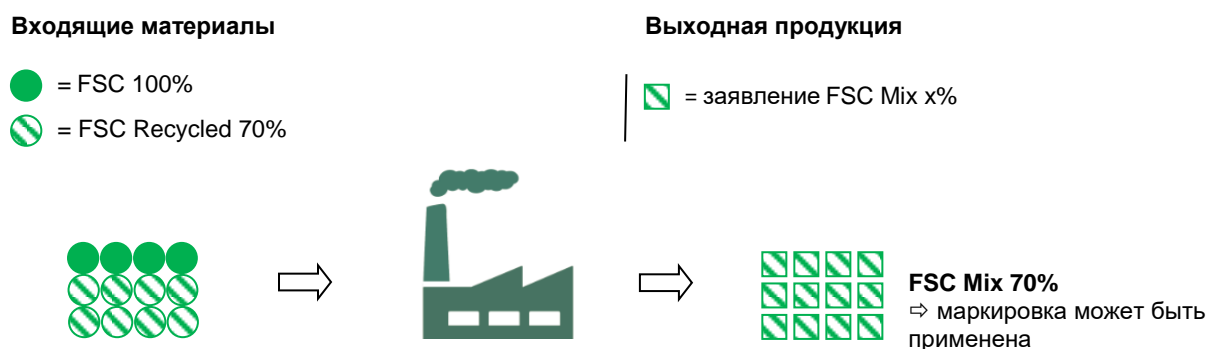 Входящие материалы
Выходная продукция
= FSC 100%
= FSC Recycled 70%
= заявление FSC Mix x%
FSC Mix 70%
⇨ маркировка может быть
применена